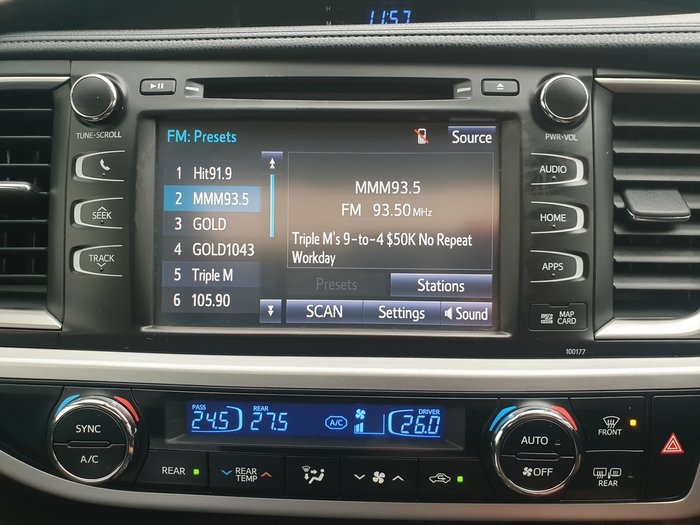 H
M
11:57
TUNE•SCROLL
PWR•VOL
FM: Presets
Source
1 Hit91.9
2 MMM93.5
3 GOLD
4 GOLD1043
5 Triple M
6 105.90
MMM93.5
FM 93.50 MHz
Triple M's 9-to-4 $50K No Repeat
Workday
Presets
Stations
SCAN
Settings
Sound
SEEK
TRACK
AUDIO
HOME
APPS
MAP
CARD
100177
PASS
24.5
REAR
27.5
A/C
DRIVER
26.0
SYNC
A/C
AUTO
OFF
FRONT
REAR
REAR
TEMP
REAR